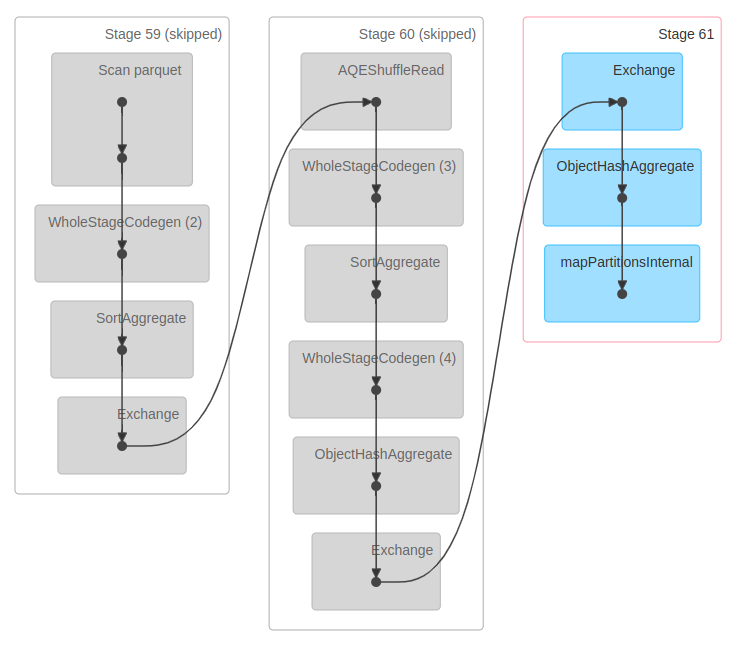 Stage 59 (skipped)
Scan parquet
WholeStageCodegen (2)
SortAggregate
Exchange
Stage 60 (skipped)
AQEShuffleRead
WholeStageCodegen (3)
SortAggregate
WholeStageCodegen (4)
ObjectHashAggregate
Exchange
Stage 61
Exchange
ObjectHashAggregate
mapPartitionsInternal